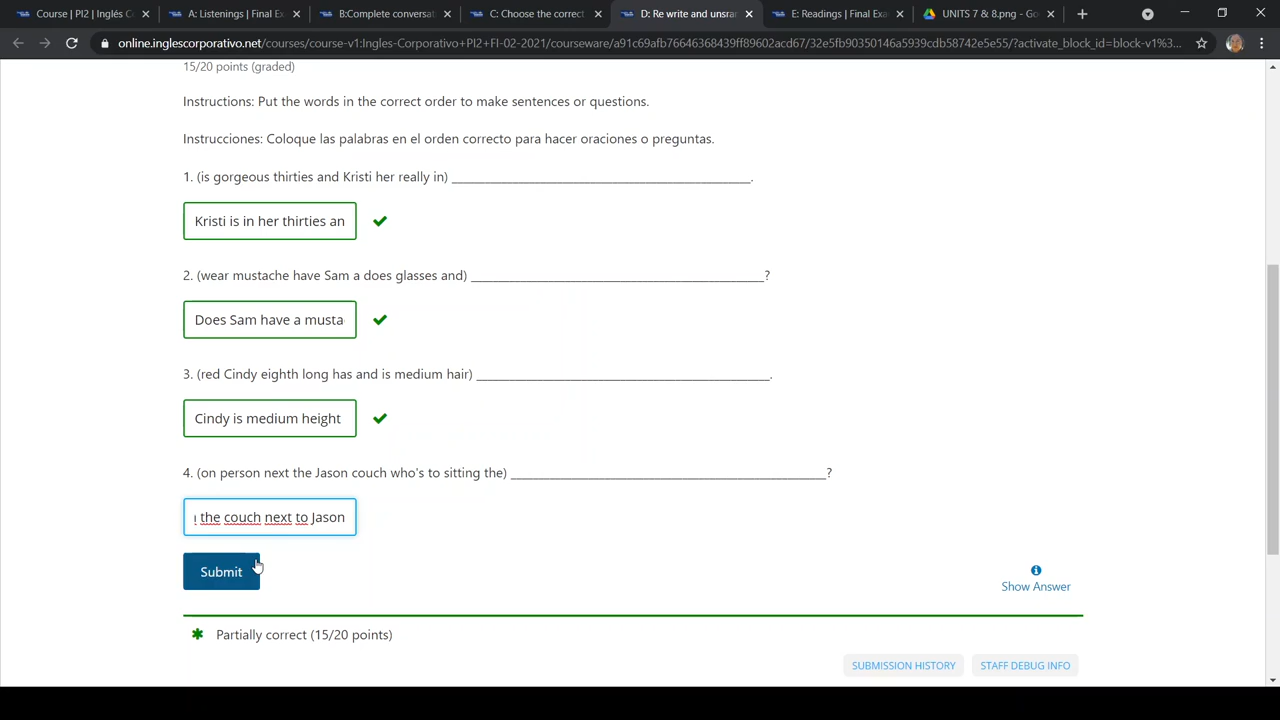 Course | PI2 | Inglés C
A: Listenings | Final Ex
B:Complete conversat
C: Choose the correct
D: Re write and unsra
E: Readings | Final Exa
UNITS 7 & 8.png - Go
online.inglescorporativo.net/courses/course-v1:Ingles-Corporativo+PI2+FI-02-2021/courseware/a91c69afb76646368439ff89602acd67/32e5fb90350146a5939cdb58742e5e55/?activate_block_id=block-v1%3...
15/20 points (graded)
Instructions: Put the words in the correct order to make sentences or questions.
Instrucciones: Coloque las palabras en el orden correcto para hacer oraciones o preguntas.
1. (is gorgeous thirties and Kristi her really in) ____________________.
Kristi is in her thirties an
2. (wear mustache have Sam a does glasses and) ____________________?
Does Sam have a musta
3. (red Cindy eighth long has and is medium hair) ____________________.
Cindy is medium height
4. (on person next the Jason couch who's to sitting the) ____________________?
the couch next to Jason
Submit
Show Answer
Partially correct (15/20 points)
SUBMISSION HISTORY
STAFF DEBUG INFO